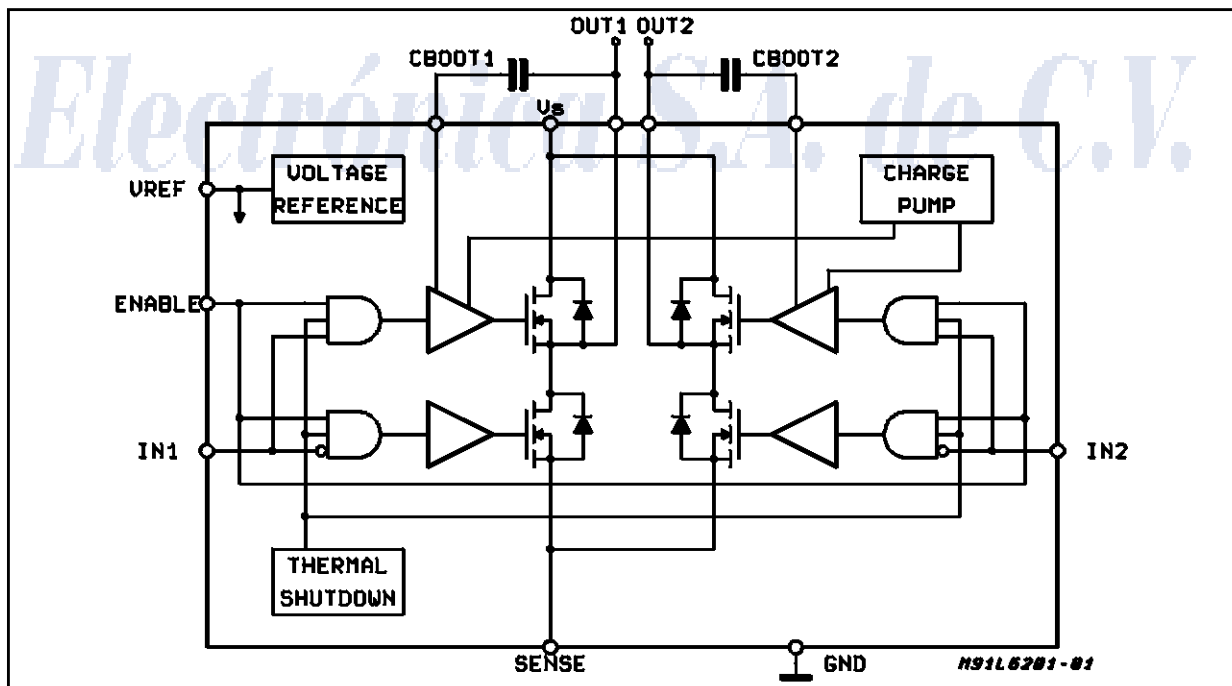 OUT1 OUT2
CBOOT1
CBOOT2
Electrónica S.A. de C.V.
Vs
VOLTAGE
REFERENCE
CHARGE
PUMP
VREF
ENABLE
IN1
IN2
THERMAL
SHUTDOWN
SENSE
GND
M91L6201-01